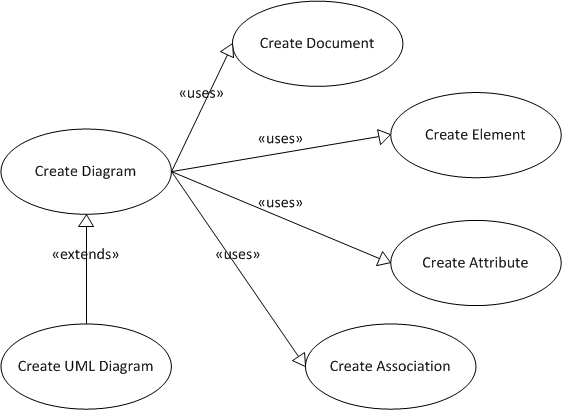 Create Document
«uses»
«uses»
Create Element
Create Diagram
«uses»
«extends»
«uses»
Create Attribute
Create UML Diagram
Create Association